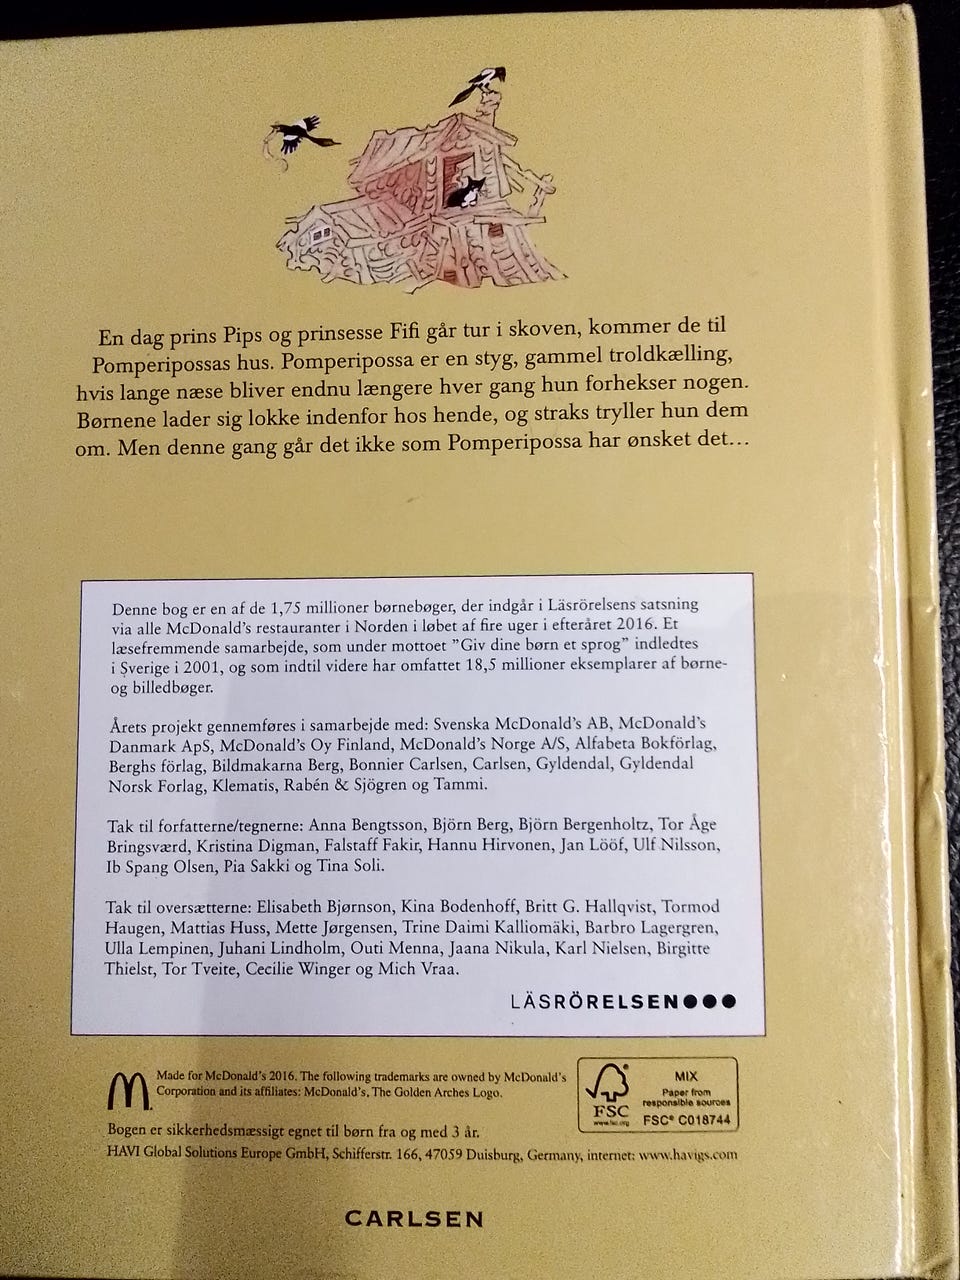 En dag prins Pips og prinsesse Fifi går tur i skoven, kommer de til
Pomperipossas hus. Pomperipossa er en styg, gammel troldkælling,
hvis lange næse bliver endnu længere hver gang hun forhekser nogen.
Børnene lader sig lokke indenfor hos hende, og straks tryller hun dem
om. Men denne gang går det ikke som Pomperipossa har ønsket det...
Denne bog er en af de 1,75 millioner børnebøger, der indgår i Läsrörelsens satsning
via alle McDonald's restauranter i Norden i løbet af fire uger i efteråret 2016. Et
læsefremmende samarbejde, som under mottoet "Giv dine børn et sprog" indledtes
i Sverige i 2001, og som indtil videre har omfattet 18,5 millioner eksemplarer af børne-
og billedbøger.
Årets projekt gennemføres i samarbejde med: Svenska McDonald's AB, McDonald's
Danmark ApS, McDonald's Oy Finland, McDonald's Norge A/S, Alfabeta Bokförlag,
Berghs förlag, Bildmakarna Berg, Bonnier Carlsen, Carlsen, Gyldendal, Gyldendal
Norsk Forlag, Klematis, Rabén & Sjögren og Tammi.
Tak til forfatterne/tegnerne: Anna Bengtsson, Björn Berg, Björn Bergenholtz, Tor Åge
Bringsværd, Kristina Digman, Falstaff Fakir, Hannu Hirvonen, Jan Lööf, Ulf Nilsson,
Ib Spang Olsen, Pia Sakki og Tina Soli.
Tak til oversætterne: Elisabeth Bjørnson, Kina Bodenhoff, Britt G. Hallqvist, Tormod
Haugen, Mattias Huss, Mette Jørgensen, Trine Daimi Kalliomäki, Barbro Lagergren,
Ulla Lempinen, Juhani Lindholm, Outi Menna, Jaana Nikula, Karl Nielsen, Birgitte
Thielst, Tor Tveite, Cecilie Winger og Mich Vraa.
LÄSRÖRELSEN●●●
Made for McDonald's 2016. The following trademarks are owned by McDonald's
Corporation and its affiliates: McDonald's, The Golden Arches Logo.
FSC
www.fsc.org
MIX
Paper from
responsible sources
FSC® C018744
Bogen er sikkerhedsmæssigt egnet til børn fra og med 3 år.
HAVI Global Solutions Europe GmbH, Schifferstr. 166, 47059 Duisburg, Germany, internet: www.havigs.com
CARLSEN